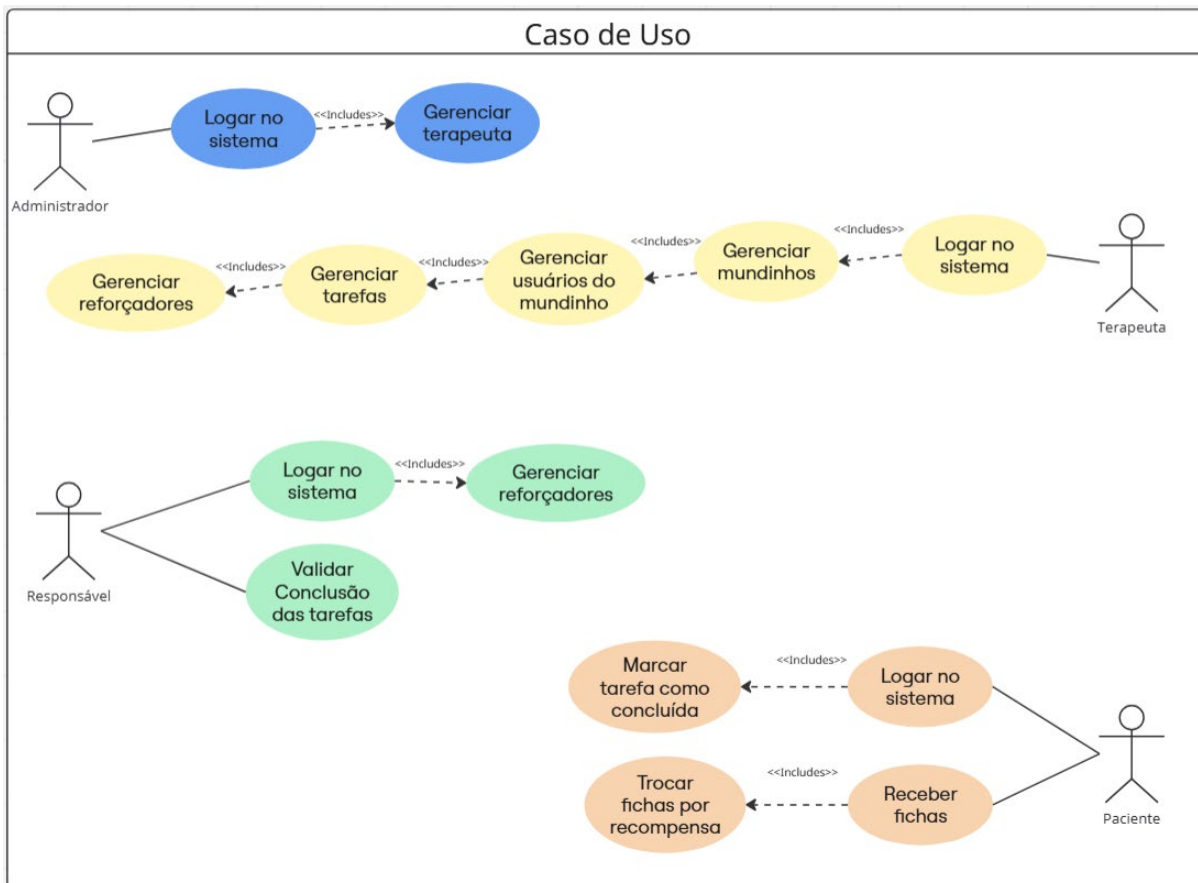 Caso de Uso
Logar no
sistema
<<Includes>>
Gerenciar
terapeuta
Administrador
Gerenciar
reforçadores
<<Includes>>
Gerenciar
tarefas
<<Includes>>
Gerenciar
usuários do
mundinho
<<Includes>>
Gerenciar
mundinhos
<<Includes>>
Logar no
sistema
Terapeuta
Logar no
sistema
<<Includes>>
Gerenciar
reforçadores
Responsável
Validar
Conclusão
das tarefas
Marcar
tarefa como
concluída
<<Includes>>
Logar no
sistema
Trocar
fichas por
recompensa
<<Includes>>
Receber
fichas
Paciente